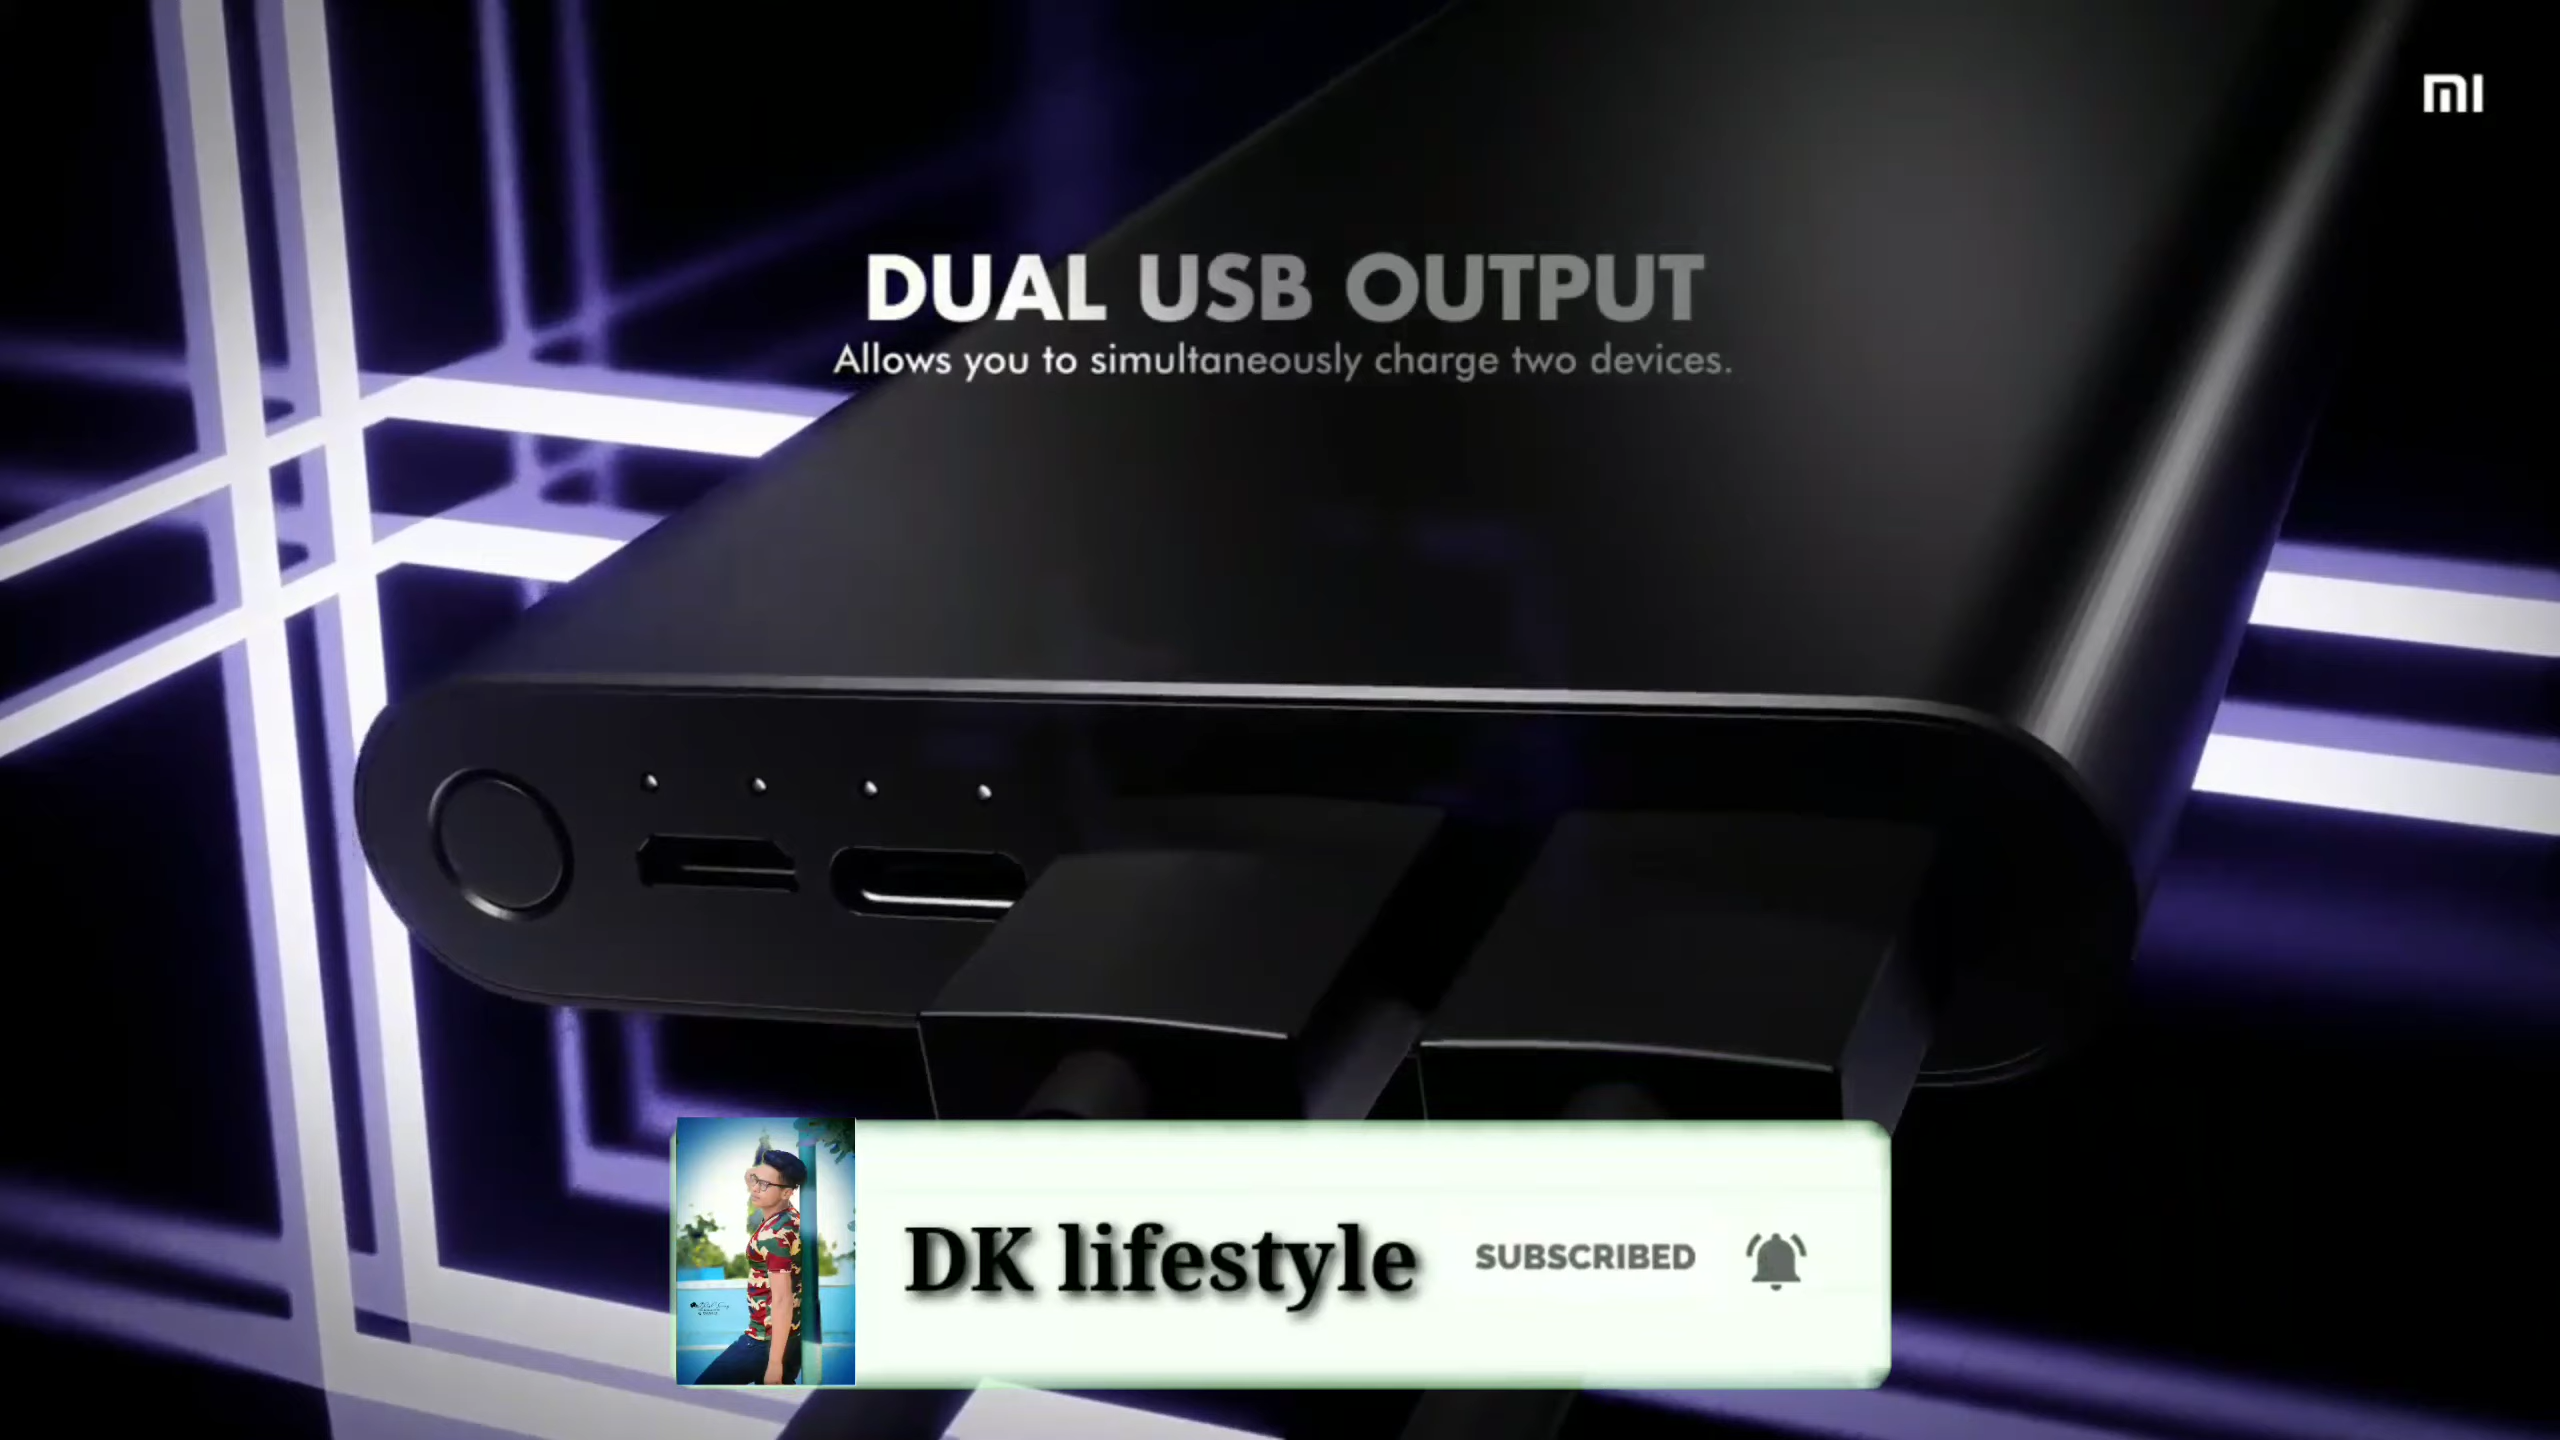 mi
DUAL USB OUTPUT
Allows you to simultaneously charge two devices.
DK lifestyle
SUBSCRIBED